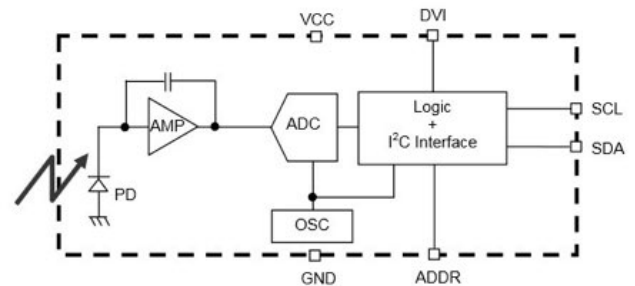 VCC
DVI
AMP
ADC
Logic
+
I²C Interface
SCL
SDA
PD
OSC
GND
ADDR